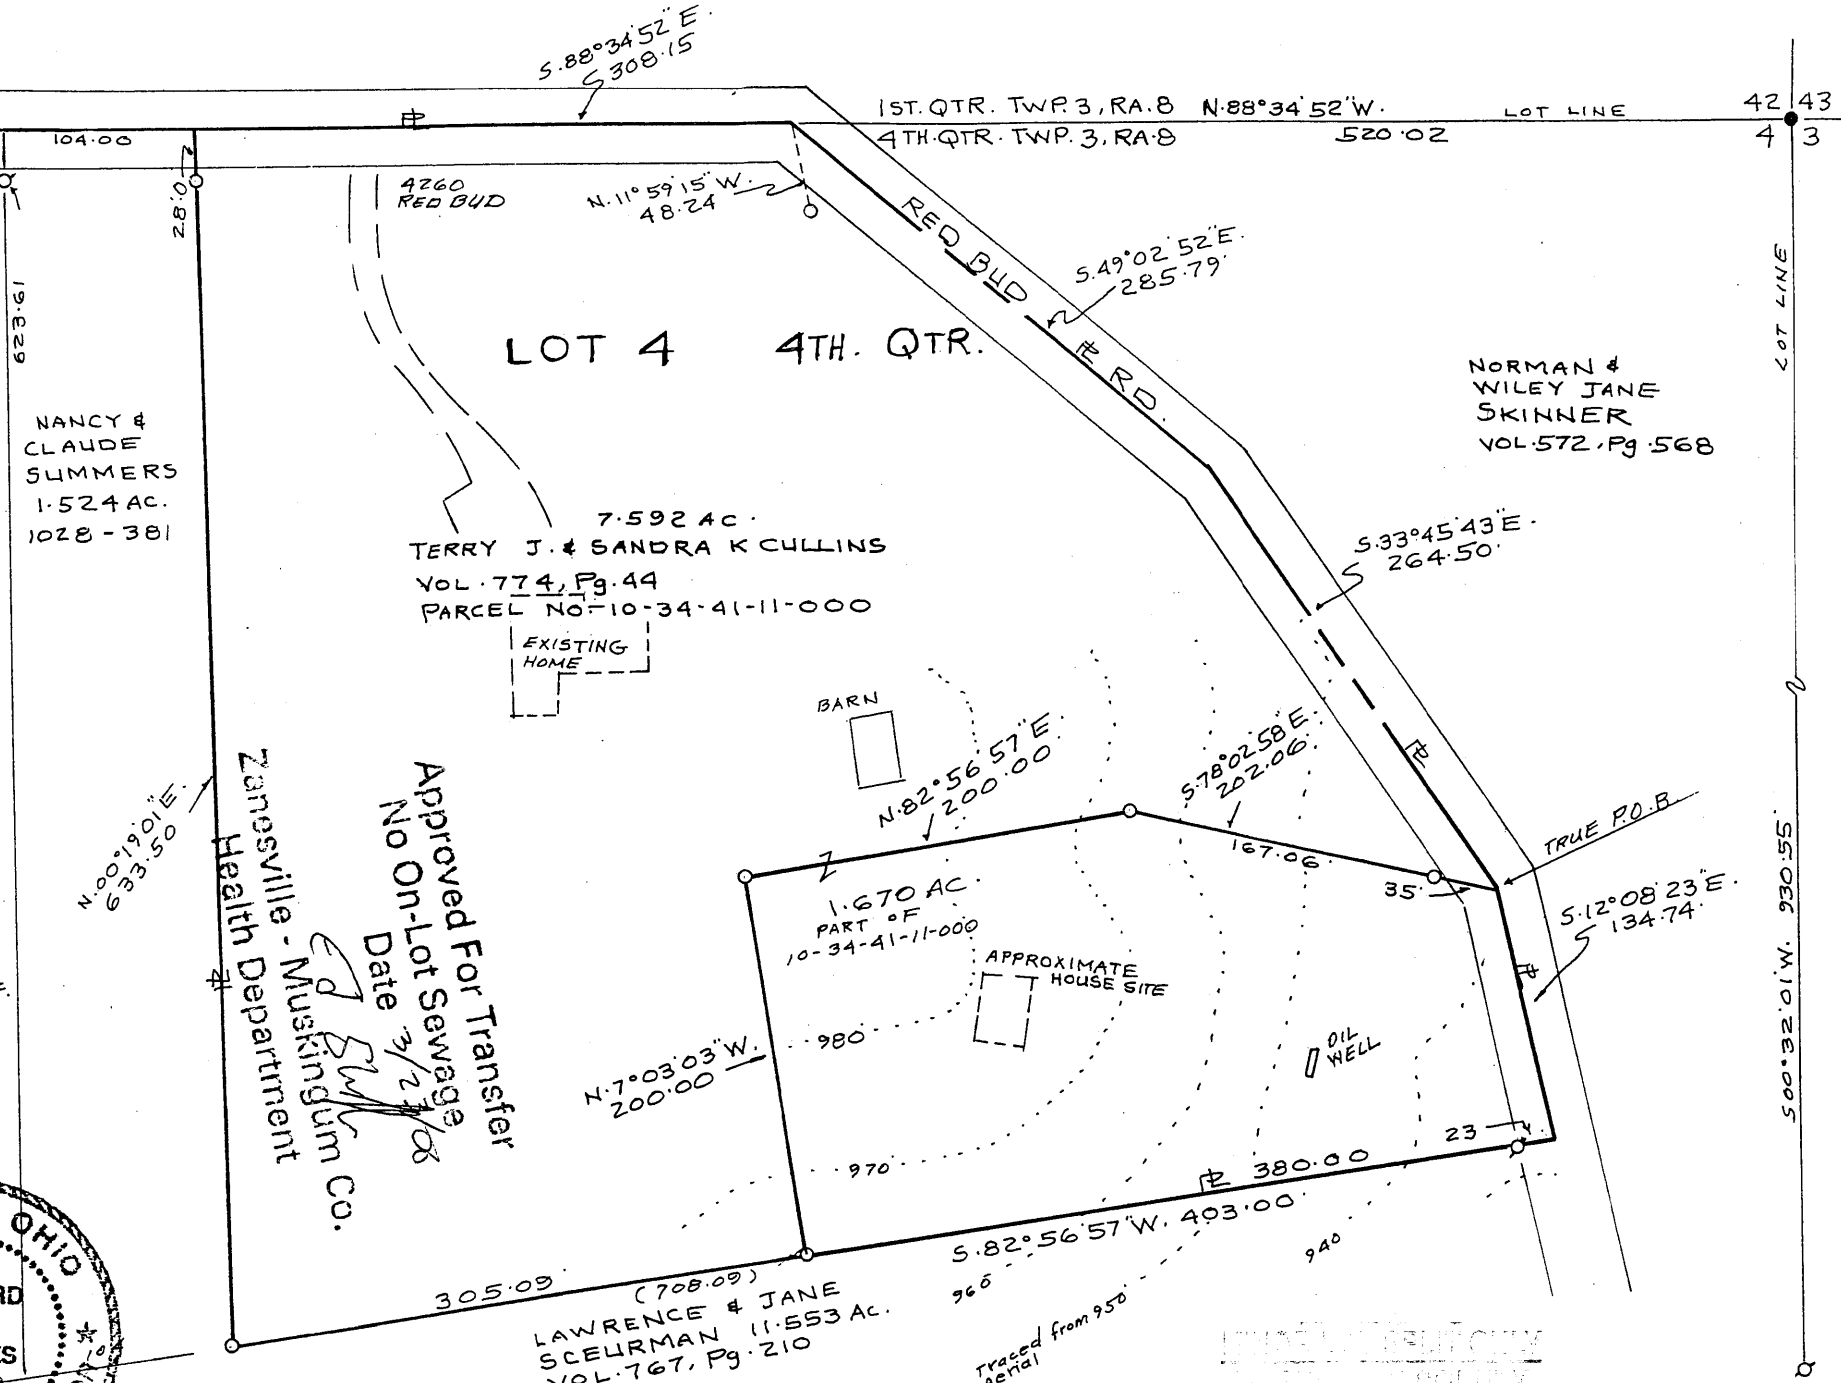 S.88°34'52"E.
308.15
1ST. QTR. TWP. 3, RA. 8 N.88°34'52"W. LOT LINE
42 43
104.00
4TH. QTR. TWP. 3, RA. 8 520.02
4 3
28.0
4260
RED BUD
N.11°59'15"W.
48.24
RED BUD RD.
S.49°02'52"E.
285.79'
LOT LINE
623.61
LOT 4 4TH. QTR.
NORMAN &
WILEY JANE
SKINNER
VOL.572, Pg.568
NANCY &
CLAUDE
SUMMERS
1.524 AC.
1028-381
7.592 AC.
TERRY J. & SANDRA K CULLINS
VOL. 774, Pg. 44
PARCEL NO.-10-34-41-11-000
S.33°45'43"E.
264.50'
EXISTING
HOME
BARN
N.82°56'57"E.
200.00
S.78°02'58"E.
202.06'
167.06'
35'
TRUE P.O.B.
N.00°19'01"E.
633.50
Approved For Transfer
No On-Lot Sewage
Date
Zanesville - Muskingum Co.
Health Department
1.670 AC.
PART OF
10-34-41-11-000
APPROXIMATE
HOUSE SITE
S.12°08'23"E.
134.74'
S00°32'01"W. 930.55'
980
N.7°03'03"W.
200.00
OIL
WELL
970
23
380.00
S.82°56'57"W. 403.00'
305.09'
(708.09)
LAWRENCE & JANE
SCEURMAN 11.553 Ac.
VOL.767, Pg.210
960
950
940
Traced from
aerial
OHIO
RD
S